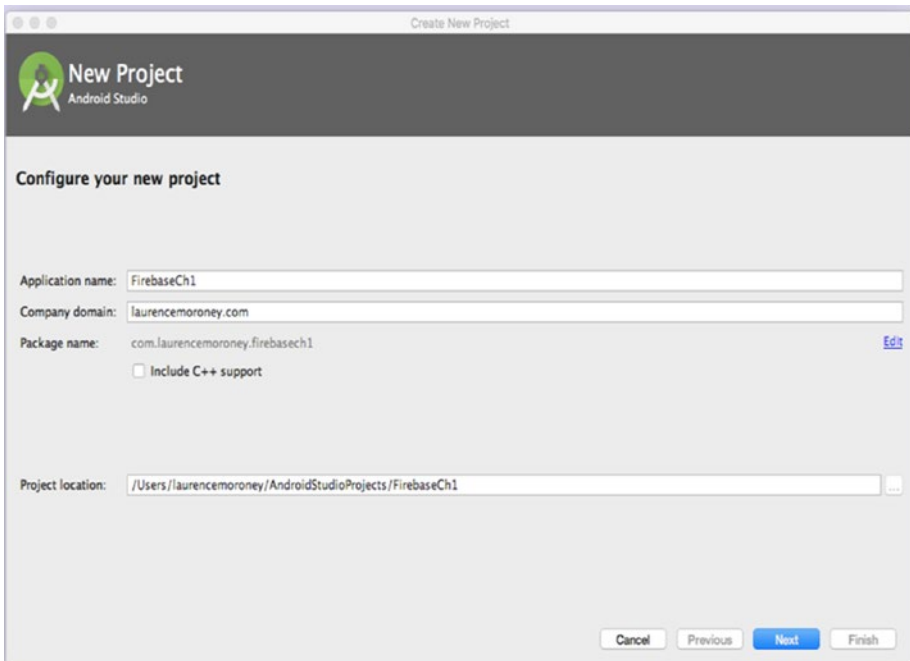 Create New Project
New Project
Android Studio
Configure your new project
Application name: FirebaseCh1
Company domain: laurencemoroney.com
Package name: com.laurencemoroney.firebasech1 Edit
Include C++ support
Project location: /Users/laurencemoroney/AndroidStudioProjects/FirebaseCh1 ...
Cancel Previous Next Finish